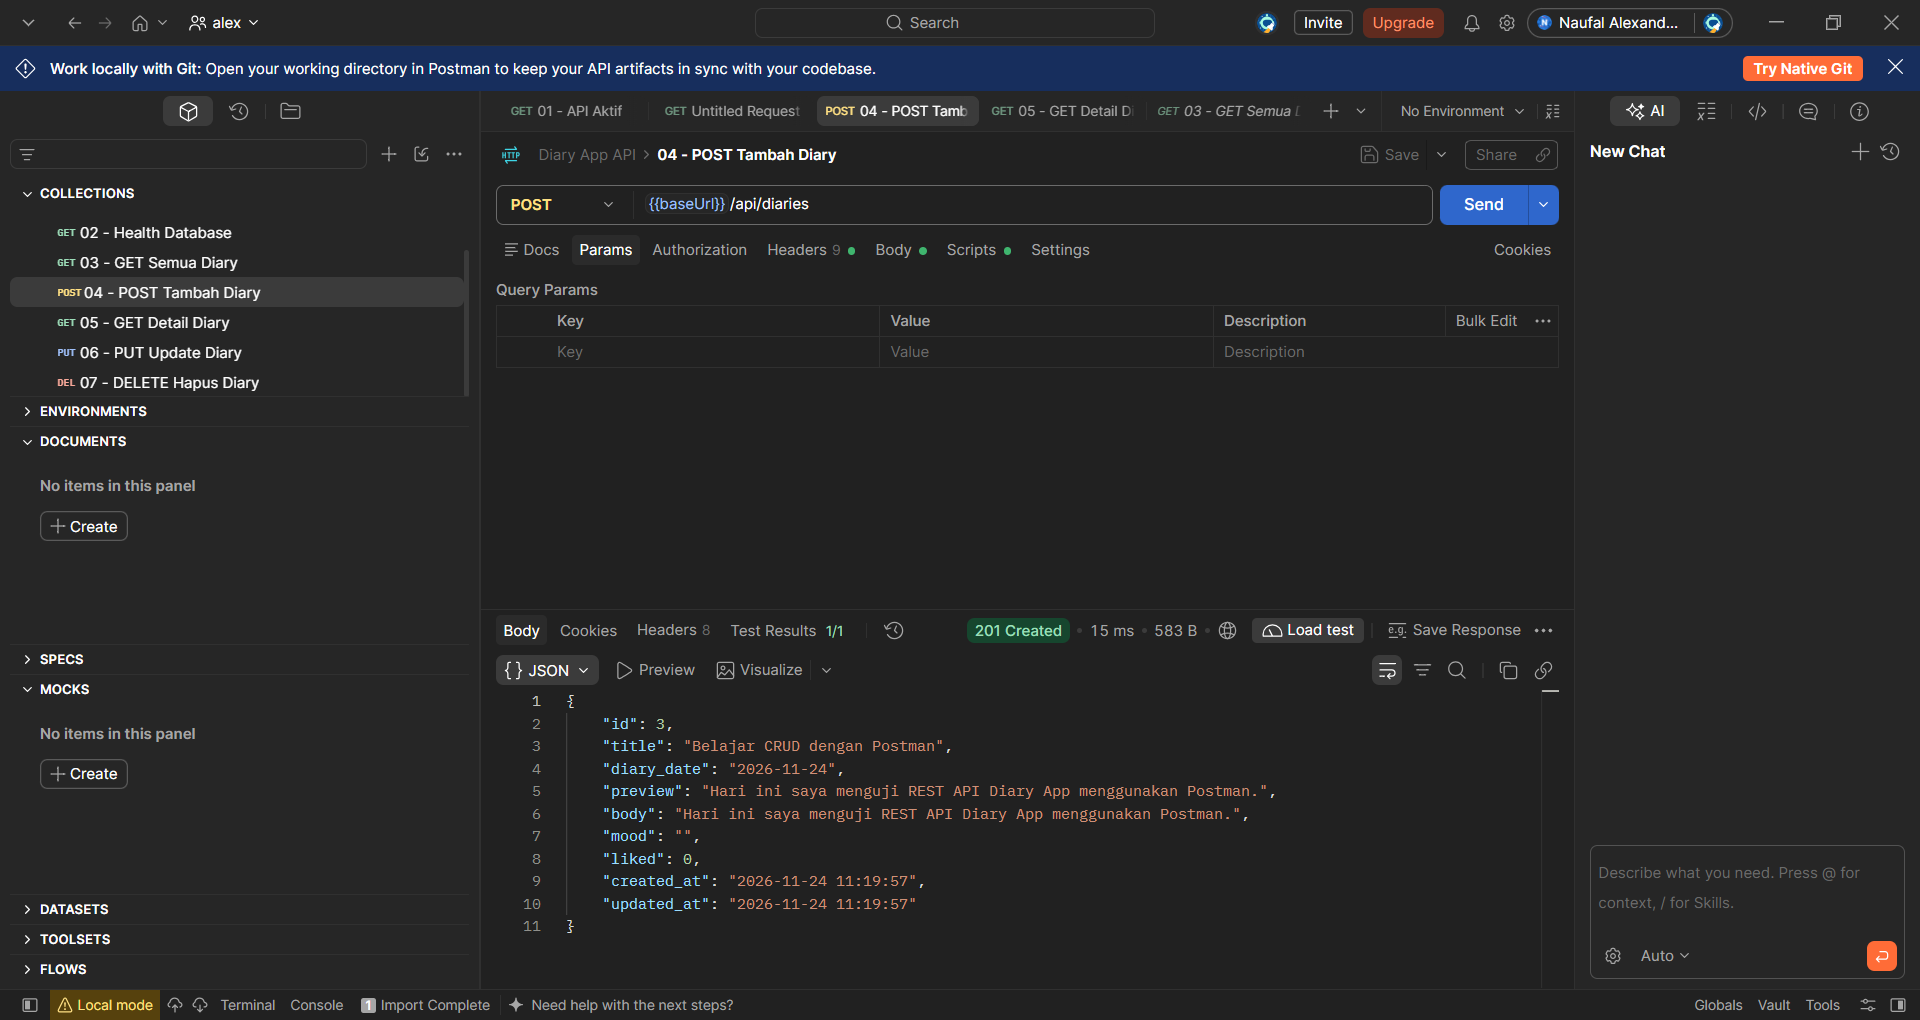 alex
Search
Invite
Upgrade
N
Naufal Alexand...
Work locally with Git: Open your working directory in Postman to keep your API artifacts in sync with your codebase.
Try Native Git
GET 01 - API Aktif
GET Untitled Request
POST 04 - POST Tamb
GET 05 - GET Detail D
GET 03 - GET Semua
No Environment
AI
HTTP
Diary App API > 04 - POST Tambah Diary
Save
Share
New Chat
COLLECTIONS
GET 02 - Health Database
GET 03 - GET Semua Diary
POST 04 - POST Tambah Diary
GET 05 - GET Detail Diary
PUT 06 - PUT Update Diary
DEL 07 - DELETE Hapus Diary
ENVIRONMENTS
DOCUMENTS
No items in this panel
Create
SPECS
MOCKS
No items in this panel
Create
DATASETS
TOOLSETS
FLOWS
POST
{{baseUrl}} /api/diaries
Send
Docs
Params
Authorization
Headers 9
Body
Scripts
Settings
Cookies
Query Params
Key
Value
Description
Bulk Edit
Key
Value
Description
Body
Cookies
Headers 8
Test Results 1/1
201 Created
15 ms
583 B
Load test
e.g. Save Response
{} JSON
Preview
Visualize
1 {
2 "id": 3,
3 "title": "Belajar CRUD dengan Postman",
4 "diary_date": "2026-11-24",
5 "preview": "Hari ini saya menguji REST API Diary App menggunakan Postman.",
6 "body": "Hari ini saya menguji REST API Diary App menggunakan Postman.",
7 "mood": "",
8 "liked": 0,
9 "created_at": "2026-11-24 11:19:57",
10 "updated_at": "2026-11-24 11:19:57"
11 }
Describe what you need. Press @ for
context, / for Skills.
Auto
Local mode
Terminal
Console
1 Import Complete
Need help with the next steps?
Globals
Vault
Tools